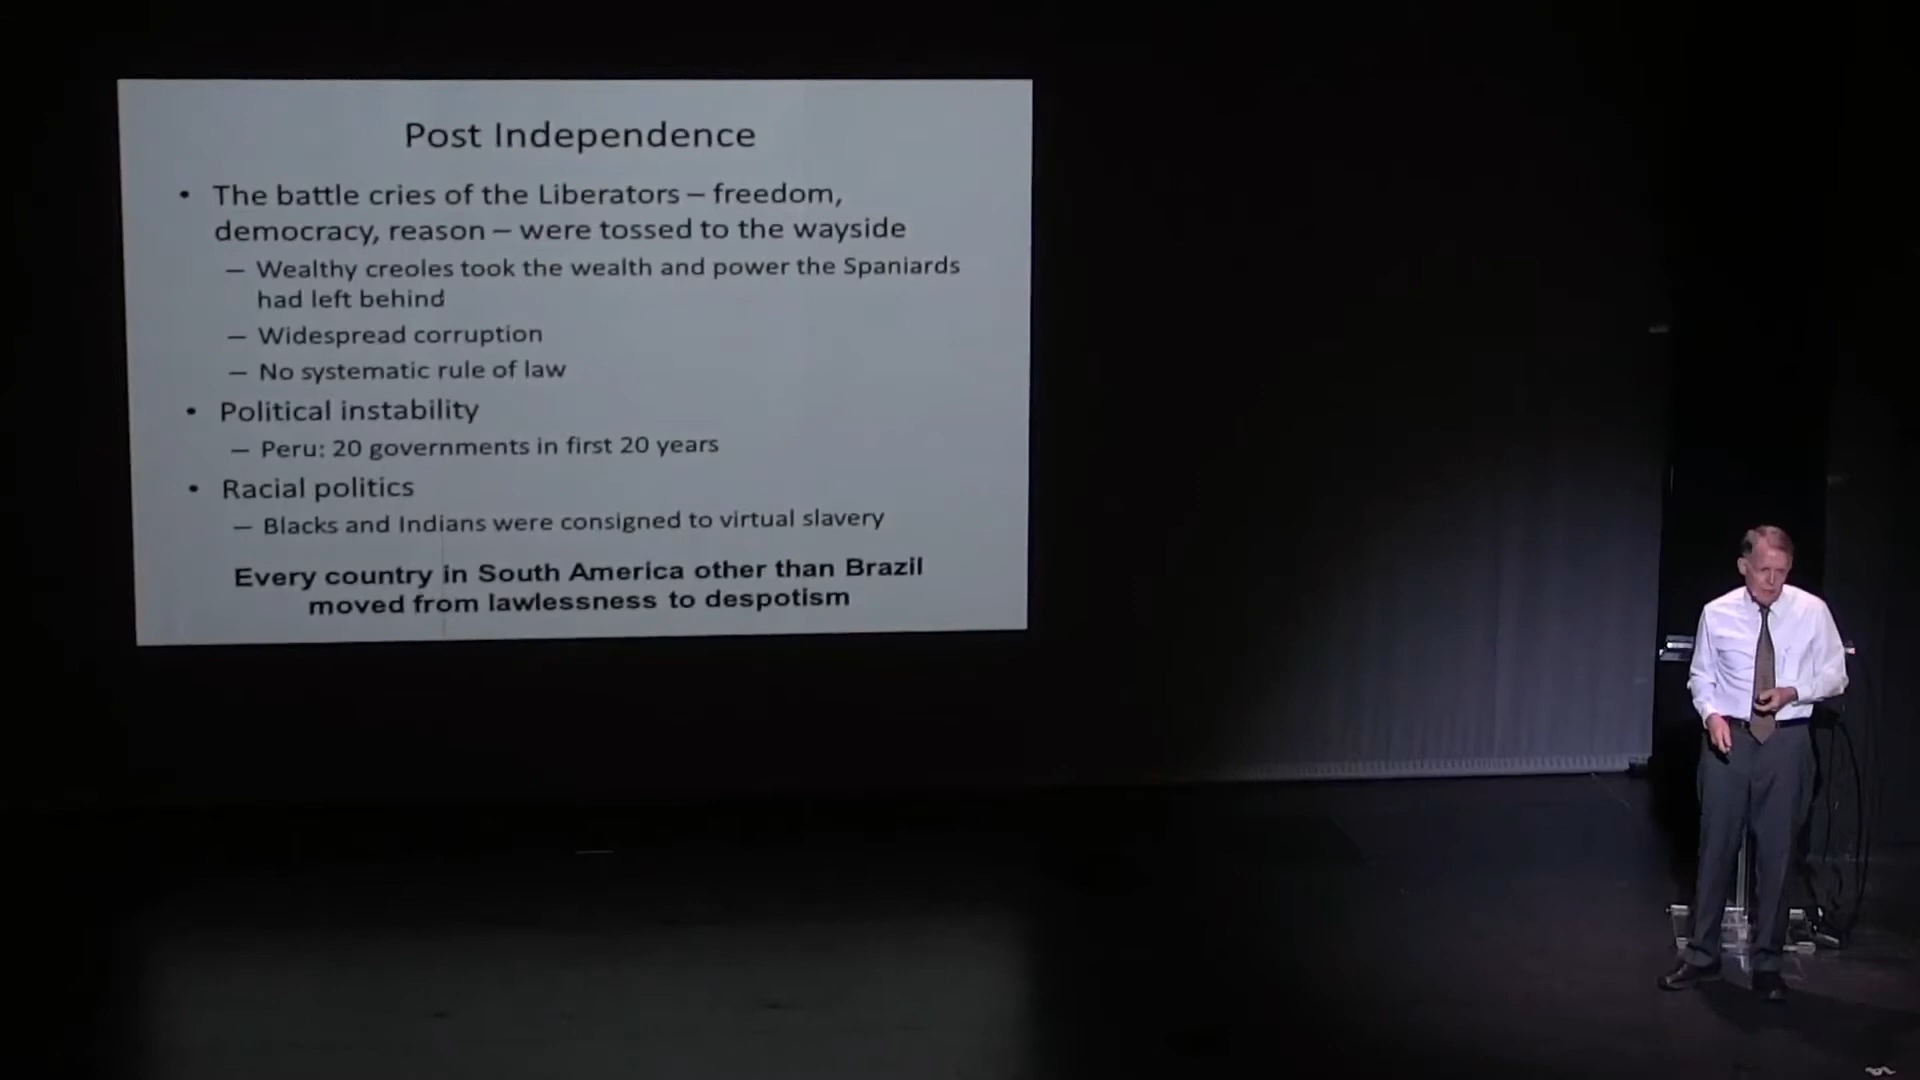 Post Independence
• The battle cries of the Liberators – freedom,
democracy, reason – were tossed to the wayside
– Wealthy creoles took the wealth and power the Spaniards
had left behind
– Widespread corruption
– No systematic rule of law
• Political instability
– Peru: 20 governments in first 20 years
• Racial politics
– Blacks and Indians were consigned to virtual slavery
Every country in South America other than Brazil
moved from lawlessness to despotism